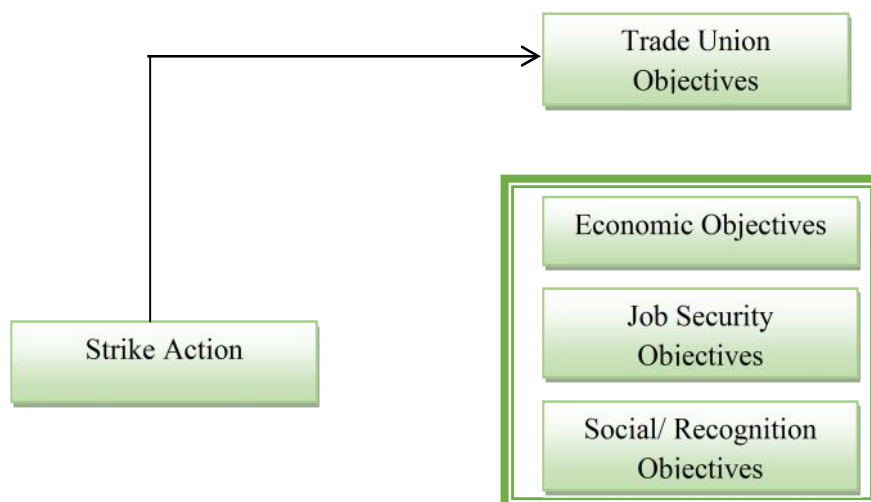 Trade Union
Objectives
Economic Objectives
Job Security
Objectives
Strike Action
Social/ Recognition
Objectives